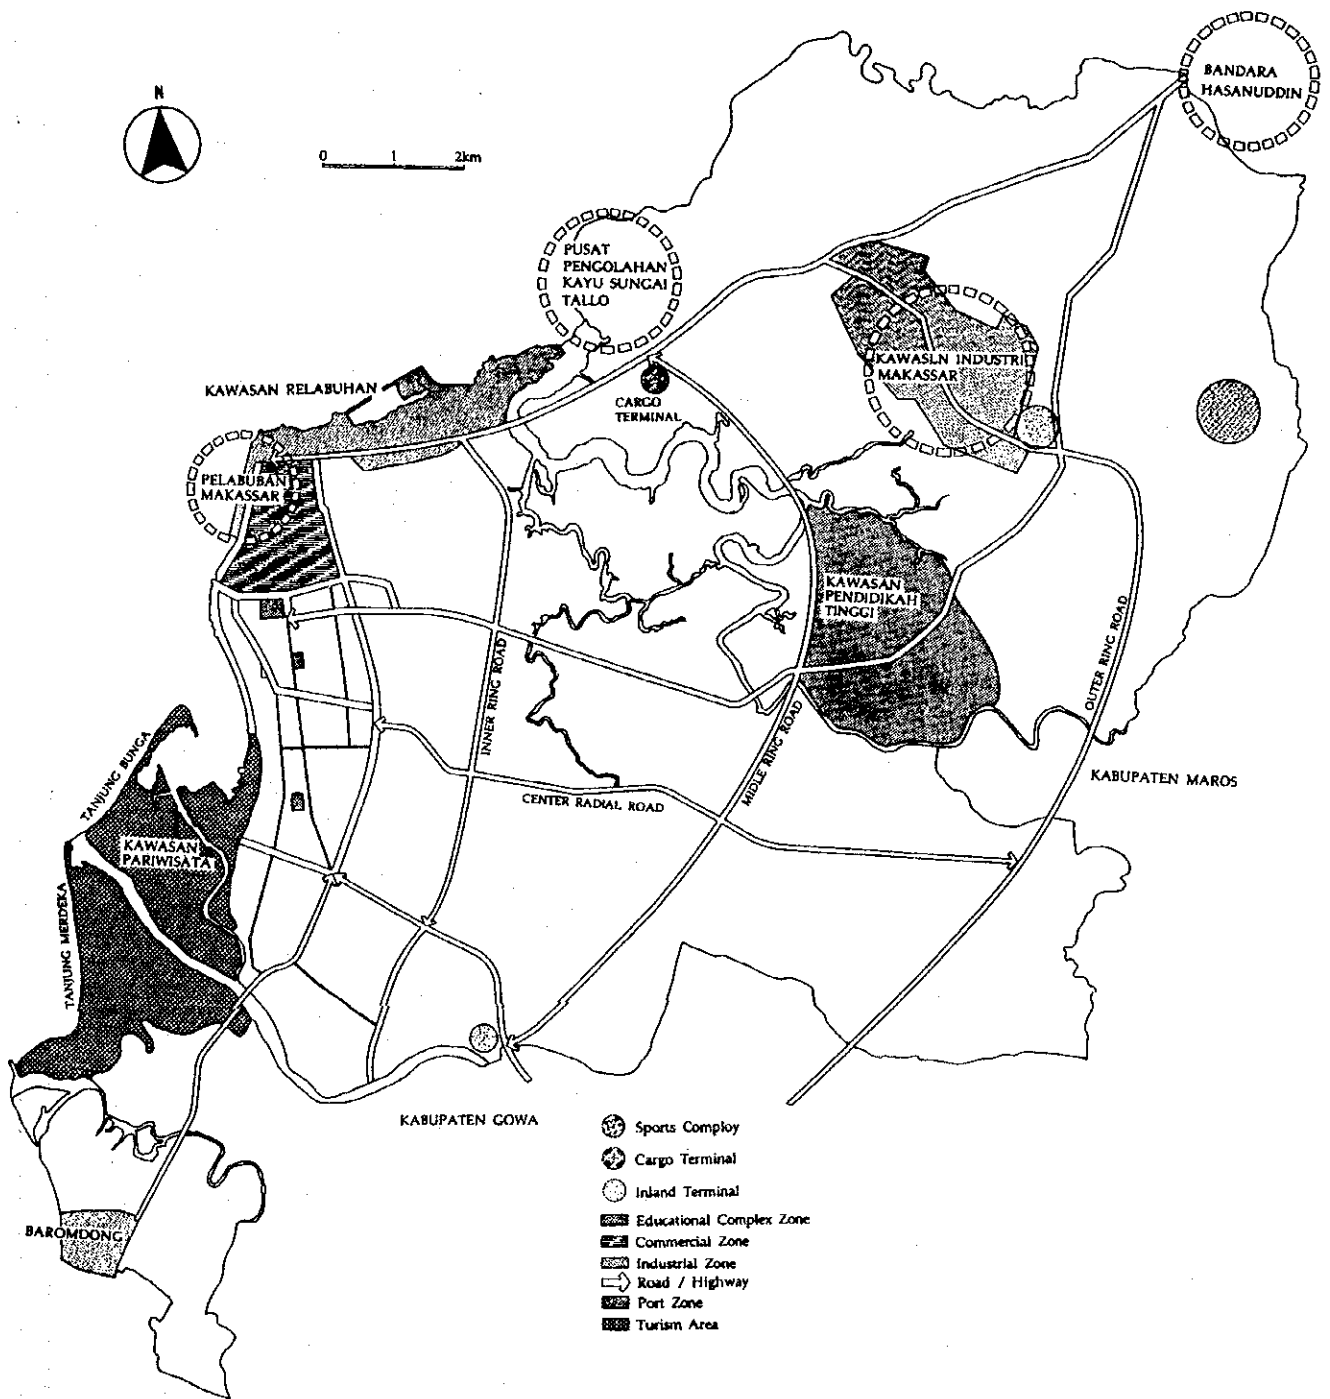 N
0 1 2km
BANDARA
HASANUDDIN
PUSAT
PENGOLAHAN
KAYU SUNGAI
TALLO
KAWASAN RELABUHAN
CARGO
TERMINAL
KAWASLN INDUSTRI
MAKASSAR
PELABUBAN
MAKASSAR
KAWASAN
PENDIDIKAH
TINGGI
INNER RING ROAD
OUTER RING ROAD
MIDLE RING ROAD
CENTER RADIAL ROAD
TANJUNG BUNGA
KAWASAN
PARIWISATA
TANJUNG MERDEKA
KABUPATEN MAROS
KABUPATEN GOWA
BAROMDONG
Sports Comploy
Cargo Terminal
Inland Terminal
Educational Complex Zone
Commercial Zone
Industrial Zone
Road / Highway
Port Zone
Turism Area